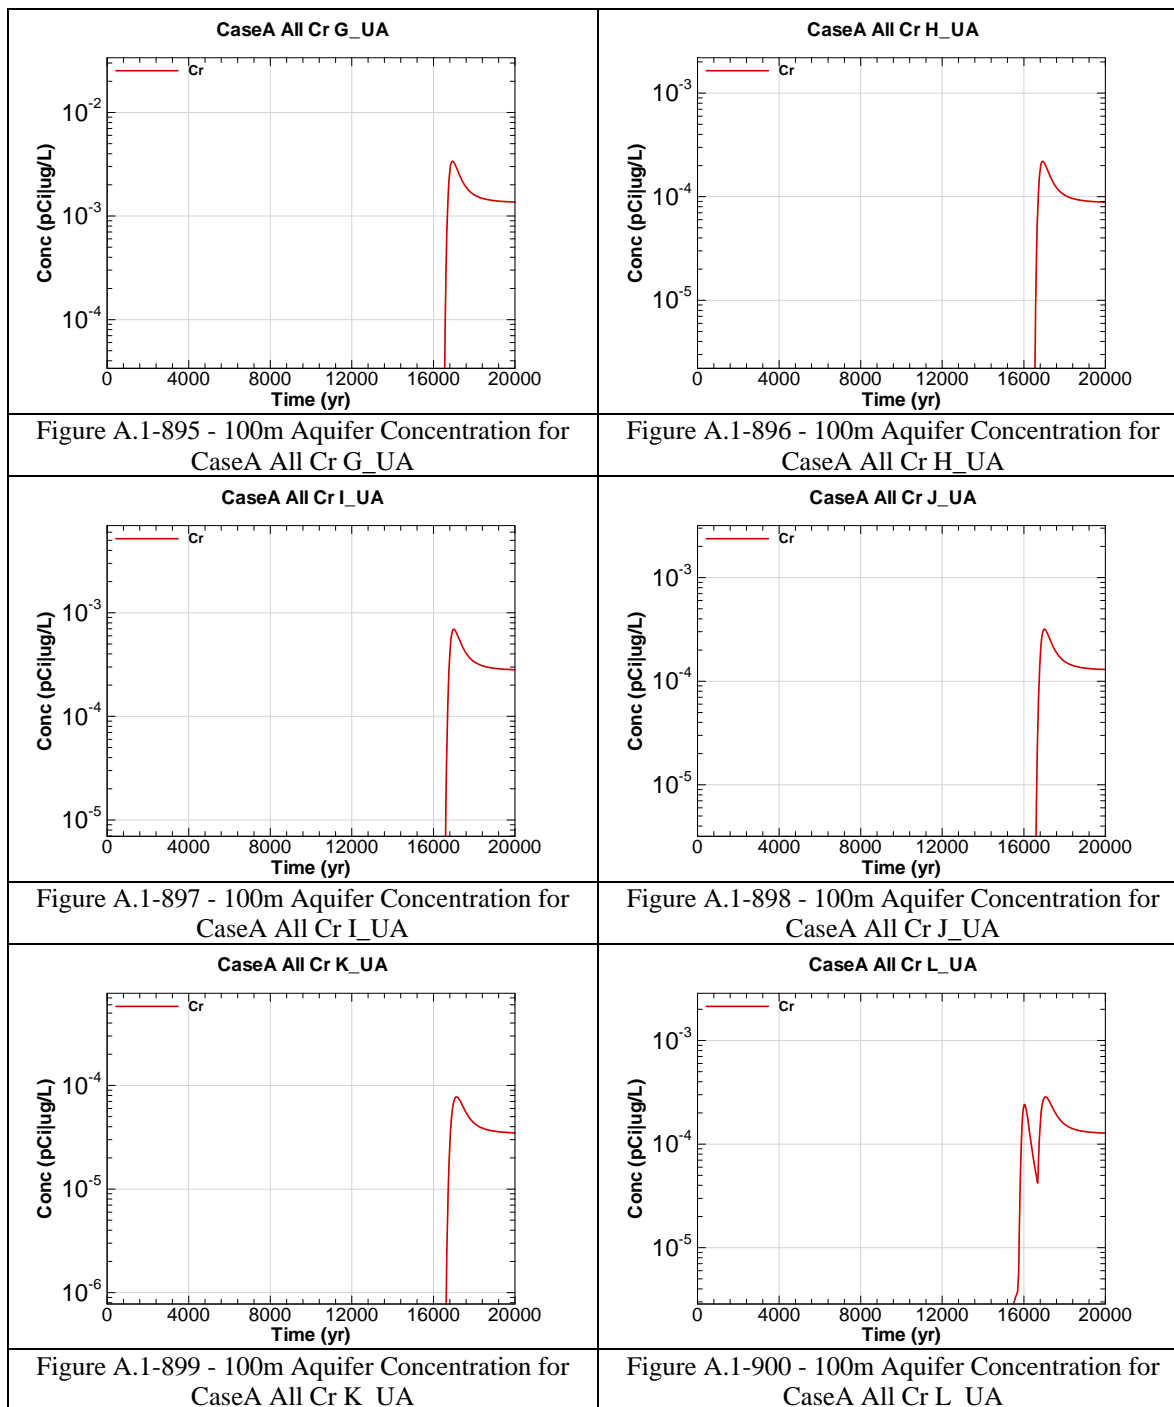 CaseA All Cr G_UA
Cr
10-2
10-3
10-4
Conc (pCi|ug/L)
0 4000 8000 12000 16000 20000
Time (yr)
Figure A.1-895 - 100m Aquifer Concentration for
CaseA All Cr G_UA
CaseA All Cr H_UA
Cr
10-3
10-4
10-5
Conc (pCi|ug/L)
0 4000 8000 12000 16000 20000
Time (yr)
Figure A.1-896 - 100m Aquifer Concentration for
CaseA All Cr H_UA
CaseA All Cr I_UA
Cr
10-3
10-4
10-5
Conc (pCi|ug/L)
0 4000 8000 12000 16000 20000
Time (yr)
Figure A.1-897 - 100m Aquifer Concentration for
CaseA All Cr I_UA
CaseA All Cr J_UA
Cr
10-3
10-4
10-5
Conc (pCi|ug/L)
0 4000 8000 12000 16000 20000
Time (yr)
Figure A.1-898 - 100m Aquifer Concentration for
CaseA All Cr J_UA
CaseA All Cr K_UA
Cr
10-4
10-5
10-6
Conc (pCi|ug/L)
0 4000 8000 12000 16000 20000
Time (yr)
Figure A.1-899 - 100m Aquifer Concentration for
CaseA All Cr K_UA
CaseA All Cr L_UA
Cr
10-3
10-4
10-5
Conc (pCi|ug/L)
0 4000 8000 12000 16000 20000
Time (yr)
Figure A.1-900 - 100m Aquifer Concentration for
CaseA All Cr L_UA